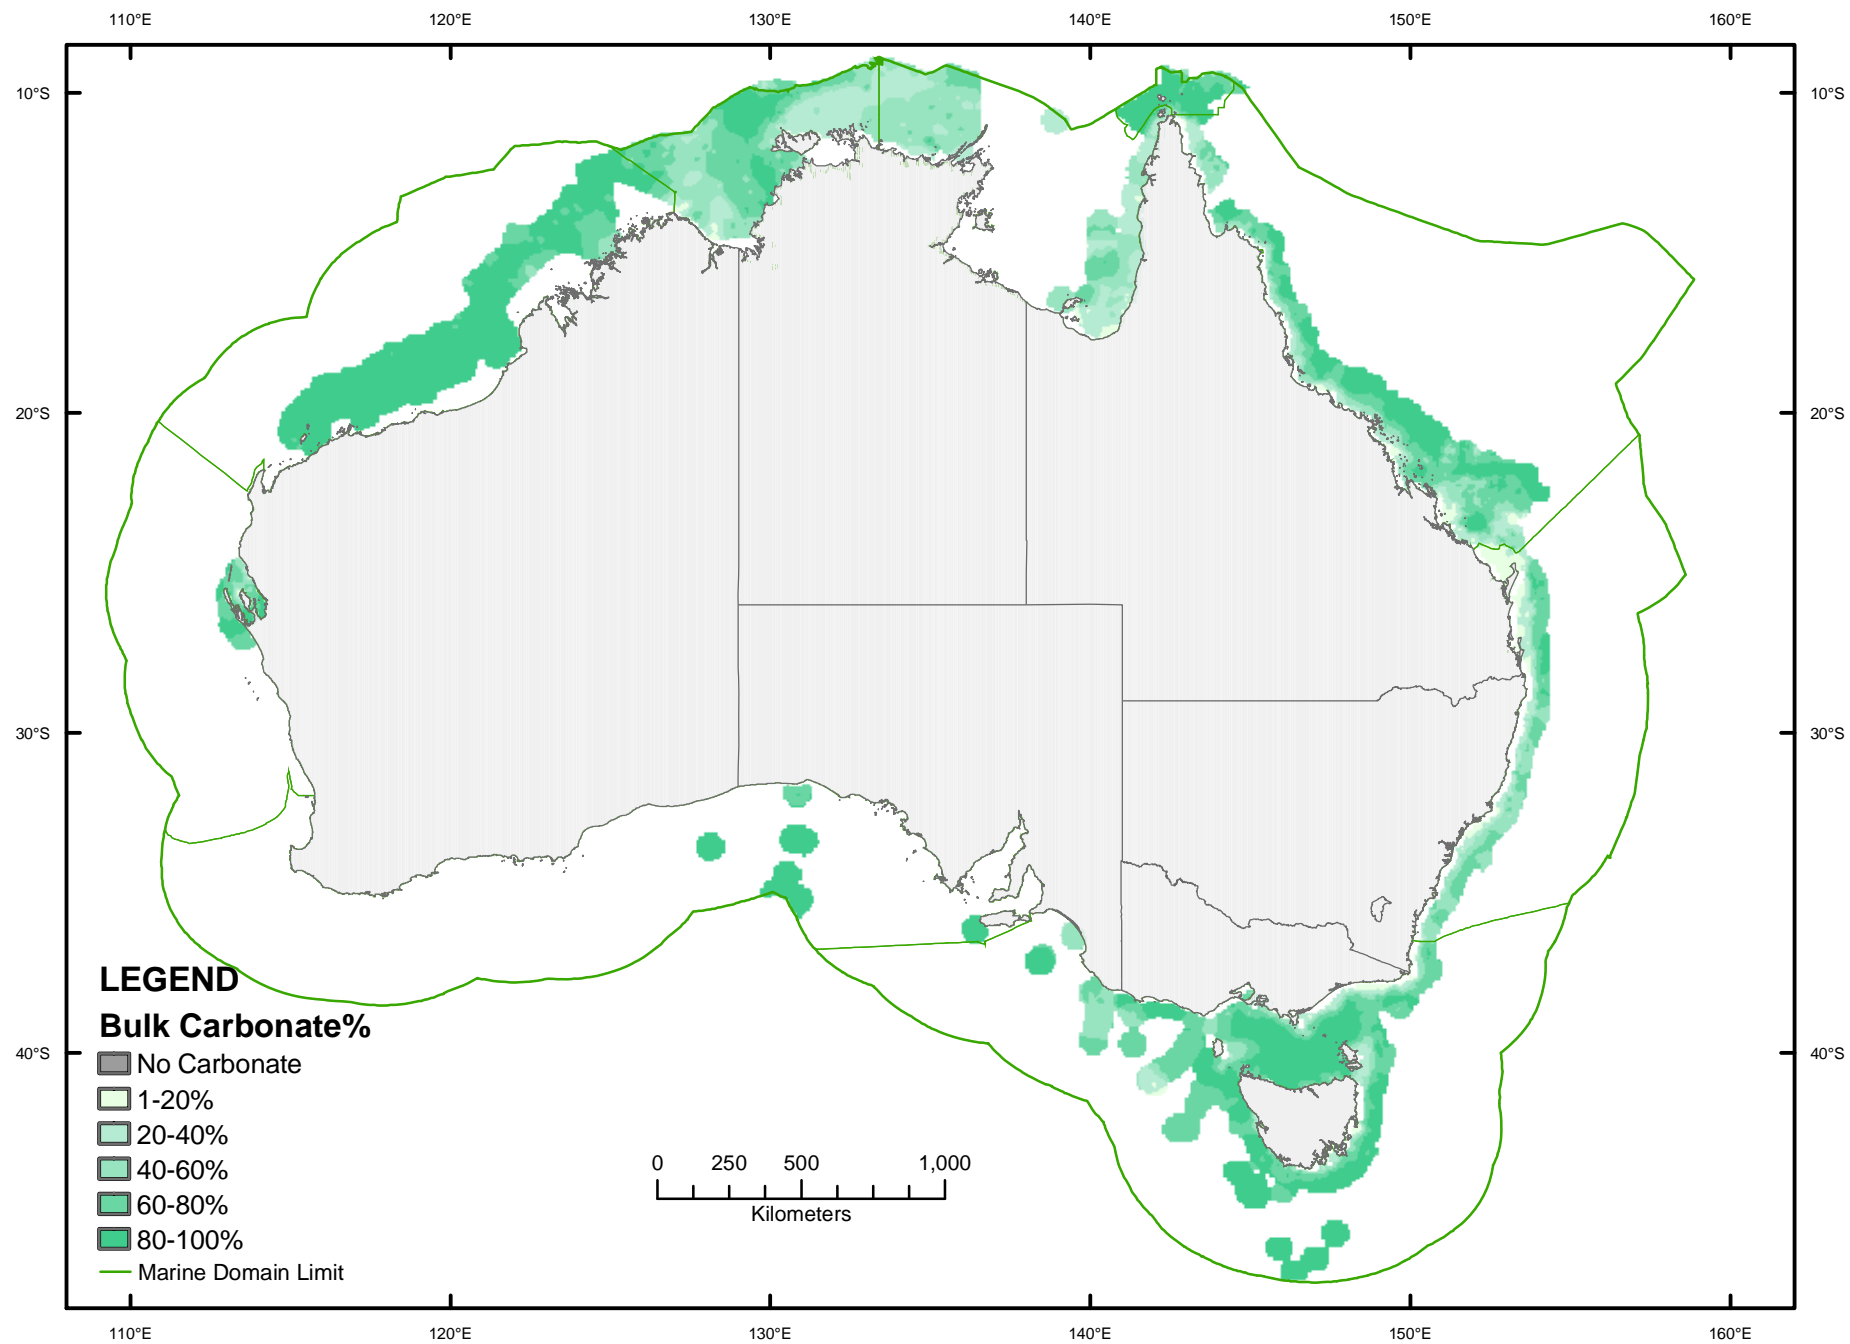 110°E 120°E 130°E 140°E 150°E 160°E
10°S 10°S
20°S 20°S
30°S 30°S
LEGEND
Bulk Carbonate%
40°S 40°S
No Carbonate
1-20%
20-40%
40-60%
60-80%
80-100%
Marine Domain Limit
0 250 500 1,000
Kilometers
110°E 120°E 130°E 140°E 150°E 160°E